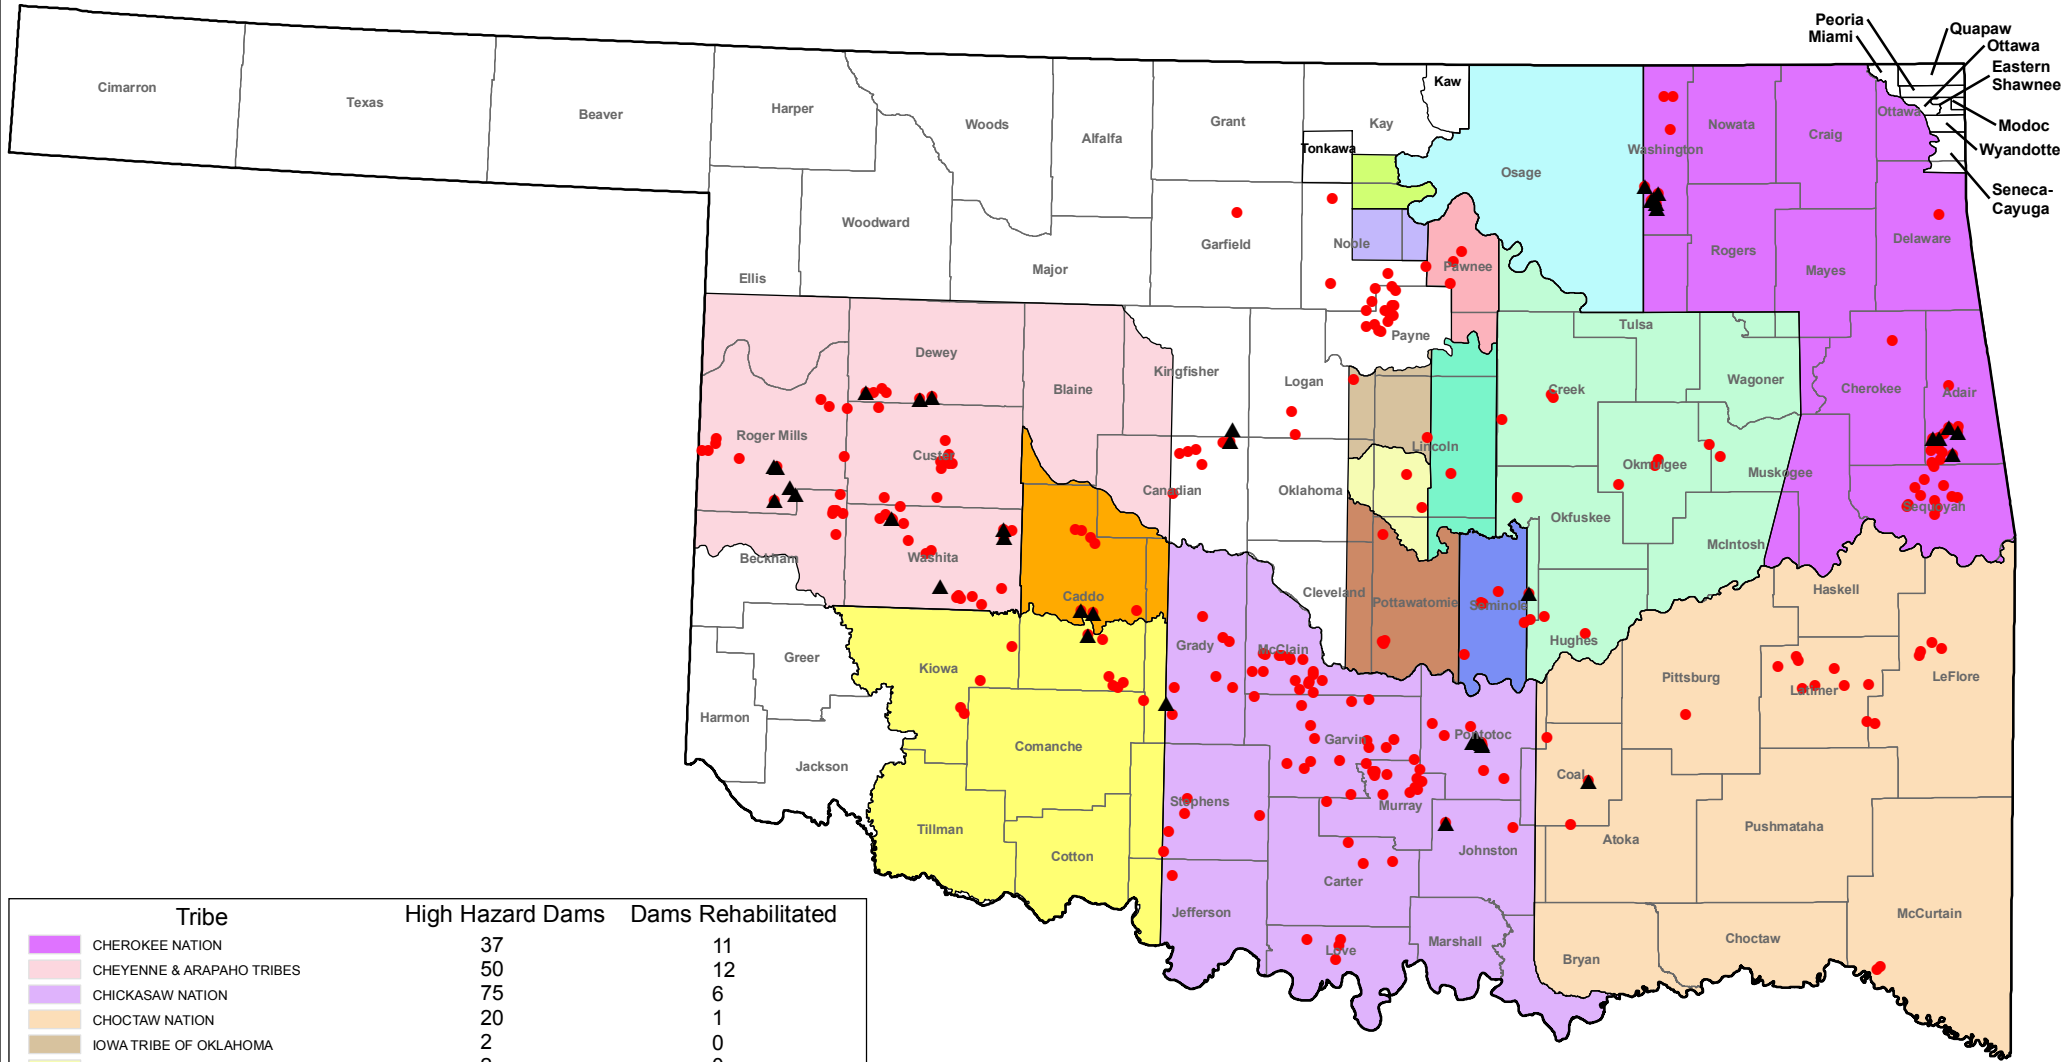 Peoria
Miami
Quapaw
Ottawa
Eastern
Shawnee
Modoc
Wyandotte
Seneca-
Cayuga
Cimarron
Texas
Beaver
Harper
Woods
Alfalfa
Grant
Kay
Kaw
Tonkawa
Osage
Washington
Nowata
Craig
Ottawa
Woodward
Ellis
Major
Garfield
Noble
Pawnee
Rogers
Mayes
Delaware
Dewey
Blaine
Kingfisher
Logan
Payne
Tulsa
Creek
Wagoner
Cherokee
Adair
Roger Mills
Custer
Canadian
Oklahoma
Lincoln
Okmulgee
Muskogee
Okfuskee
McIntosh
Sequoyah
Beckham
Washita
Caddo
Cleveland
Pottawatomie
Seminole
Hughes
Haskell
Greer
Kiowa
Grady
McClain
Pittsburg
Latimer
LeFlore
Harmon
Jackson
Comanche
Garvin
Pontotoc
Coal
Tillman
Cotton
Stephens
Murray
Johnston
Atoka
Pushmataha
Carter
Jefferson
Love
Marshall
Bryan
Choctaw
McCurtain
Tribe High Hazard Dams Dams Rehabilitated
CHEROKEE NATION 37 11
CHEYENNE & ARAPAHO TRIBES 50 12
CHICKASAW NATION 75 6
CHOCTAW NATION 20 1
IOWA TRIBE OF OKLAHOMA 2 0